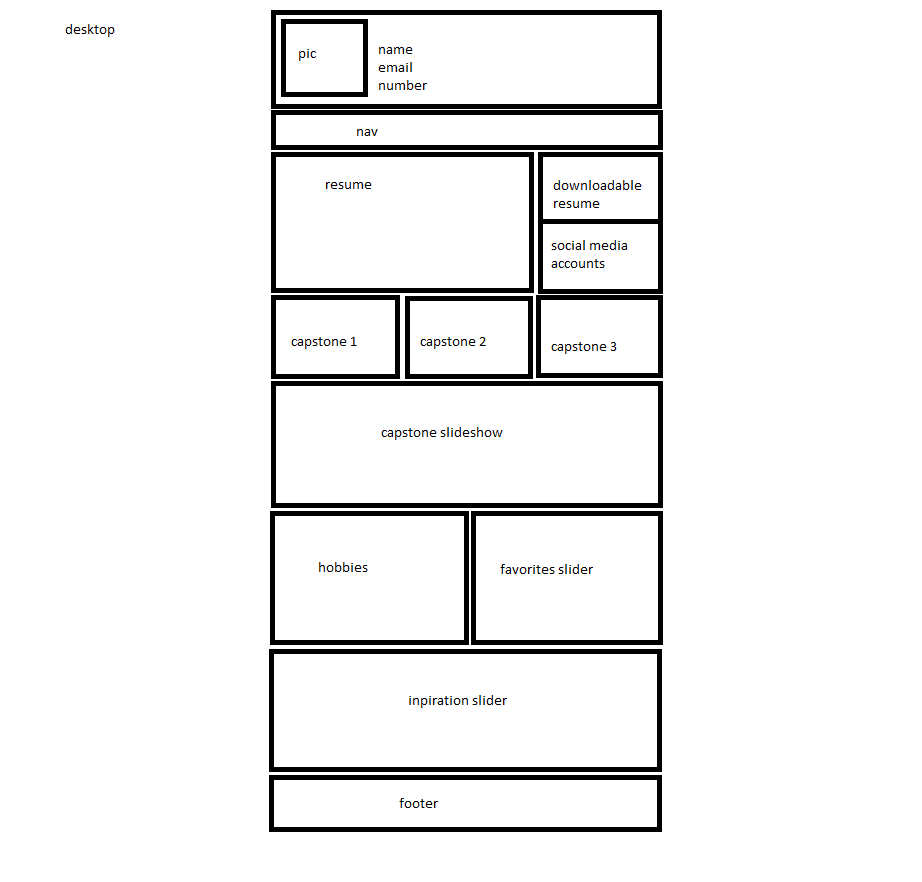 desktop
pic
name
email
number
nav
resume
downloadable
resume
social media
accounts
capstone 1
capstone 2
capstone 3
capstone slideshow
hobbies
favorites slider
inpiration slider
footer